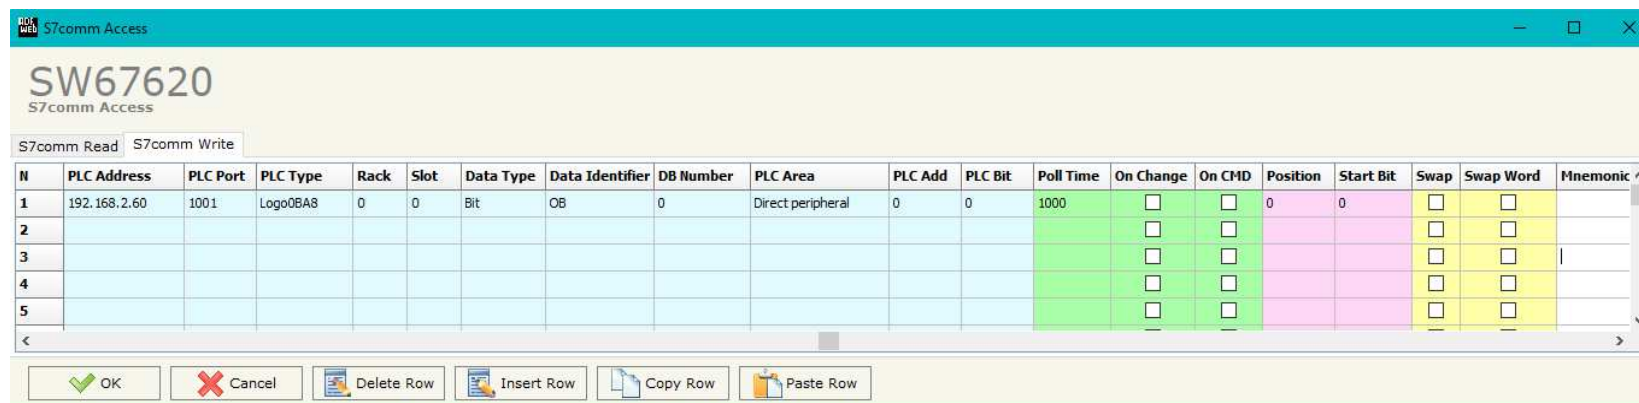 ADF WEB S7comm Access
SW67620
S7comm Access
S7comm Read S7comm Write
N PLC Address PLC Port PLC Type Rack Slot Data Type Data Identifier DB Number PLC Area PLC Add PLC Bit Poll Time On Change On CMD Position Start Bit Swap Swap Word Mnemonic
1 192.168.2.60 1001 Logo0BA8 0 0 Bit OB 0 Direct peripheral 0 0 1000 0 0
2
3
4
5
OK Cancel Delete Row Insert Row Copy Row Paste Row